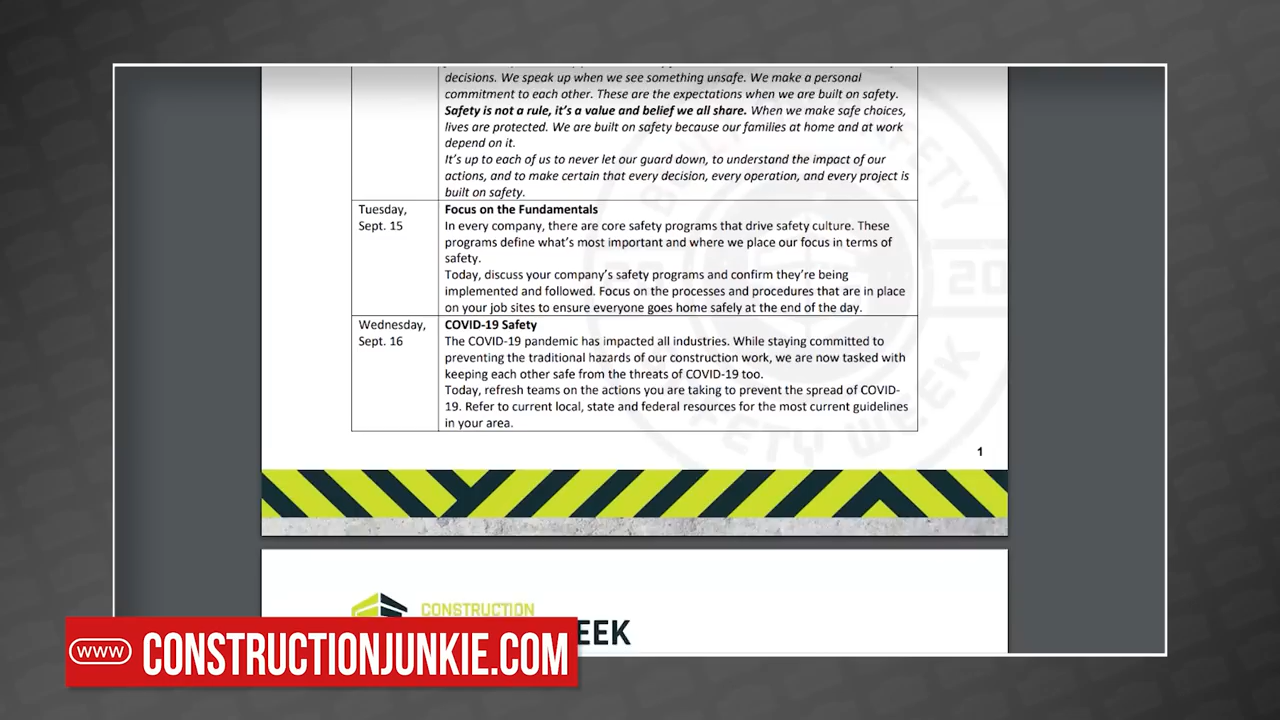 decisions. We speak up when we see something unsafe. We make a personal
commitment to each other. These are the expectations when we are built on safety.
Safety is not a rule, it's a value and belief we all share. When we make safe choices,
lives are protected. We are built on safety because our families at home and at work
depend on it.
It's up to each of us to never let our guard down, to understand the impact of our
actions, and to make certain that every decision, every operation, and every project is
built on safety.
Tuesday,
Sept. 15
Focus on the Fundamentals
In every company, there are core safety programs that drive safety culture. These
programs define what's most important and where we place our focus in terms of
safety.
Today, discuss your company's safety programs and confirm they're being
implemented and followed. Focus on the processes and procedures that are in place
on your job sites to ensure everyone goes home safely at the end of the day.
Wednesday,
Sept. 16
COVID-19 Safety
The COVID-19 pandemic has impacted all industries. While staying committed to
preventing the traditional hazards of our construction work, we are now tasked with
keeping each other safe from the threats of COVID-19 too.
Today, refresh teams on the actions you are taking to prevent the spread of COVID-
19. Refer to current local, state and federal resources for the most current guidelines
in your area.
1
CONSTRUCTION
EEK
www CONSTRUCTIONJUNKIE.COM